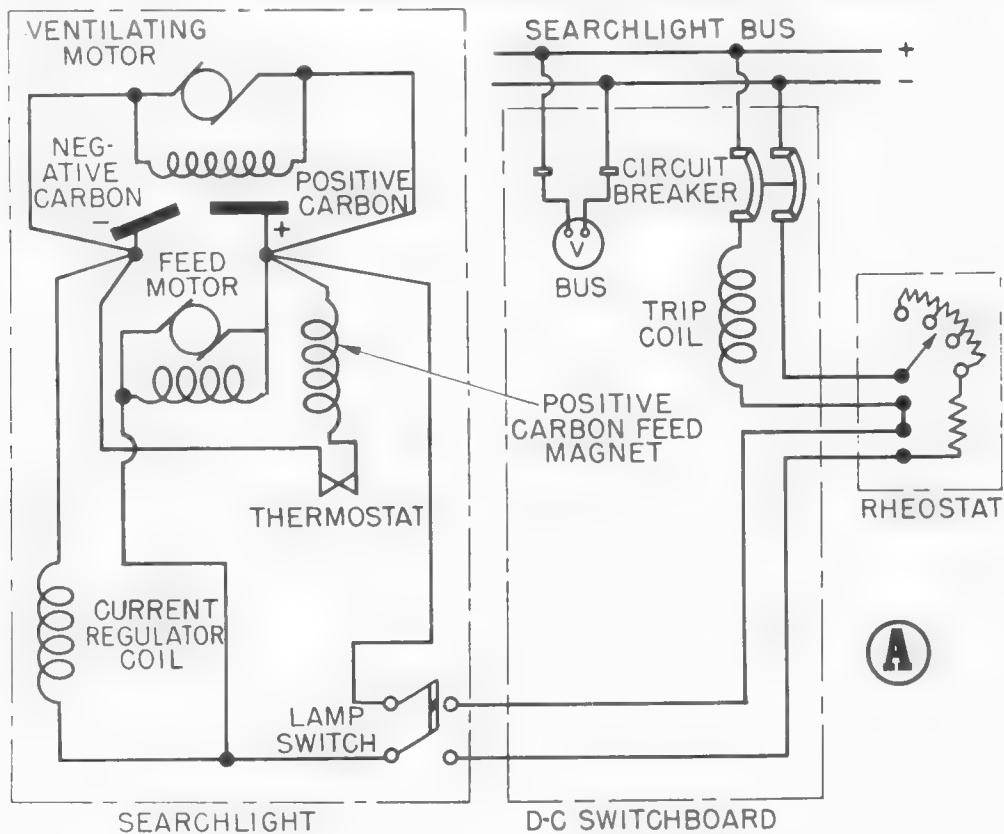 VENTILATING
MOTOR
SEARCHLIGHT BUS
+
-
NEG-
ATIVE
CARBON
-
POSITIVE
CARBON
+
CIRCUIT
BREAKER
V
BUS
FEED
MOTOR
TRIP
COIL
POSITIVE
CARBON FEED
MAGNET
THERMOSTAT
RHEOSTAT
CURRENT
REGULATOR
COIL
A
LAMP
SWITCH
SEARCHLIGHT
D-C SWITCHBOARD